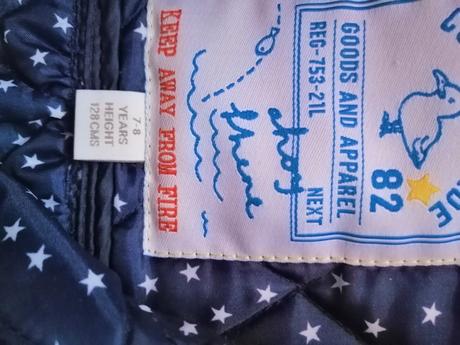 82
GOODS AND APPAREL
REG-753-21L NEXT
ahoy
there
KEEP AWAY FROM FIRE
7-8
YEARS
HEIGHT
128CMS